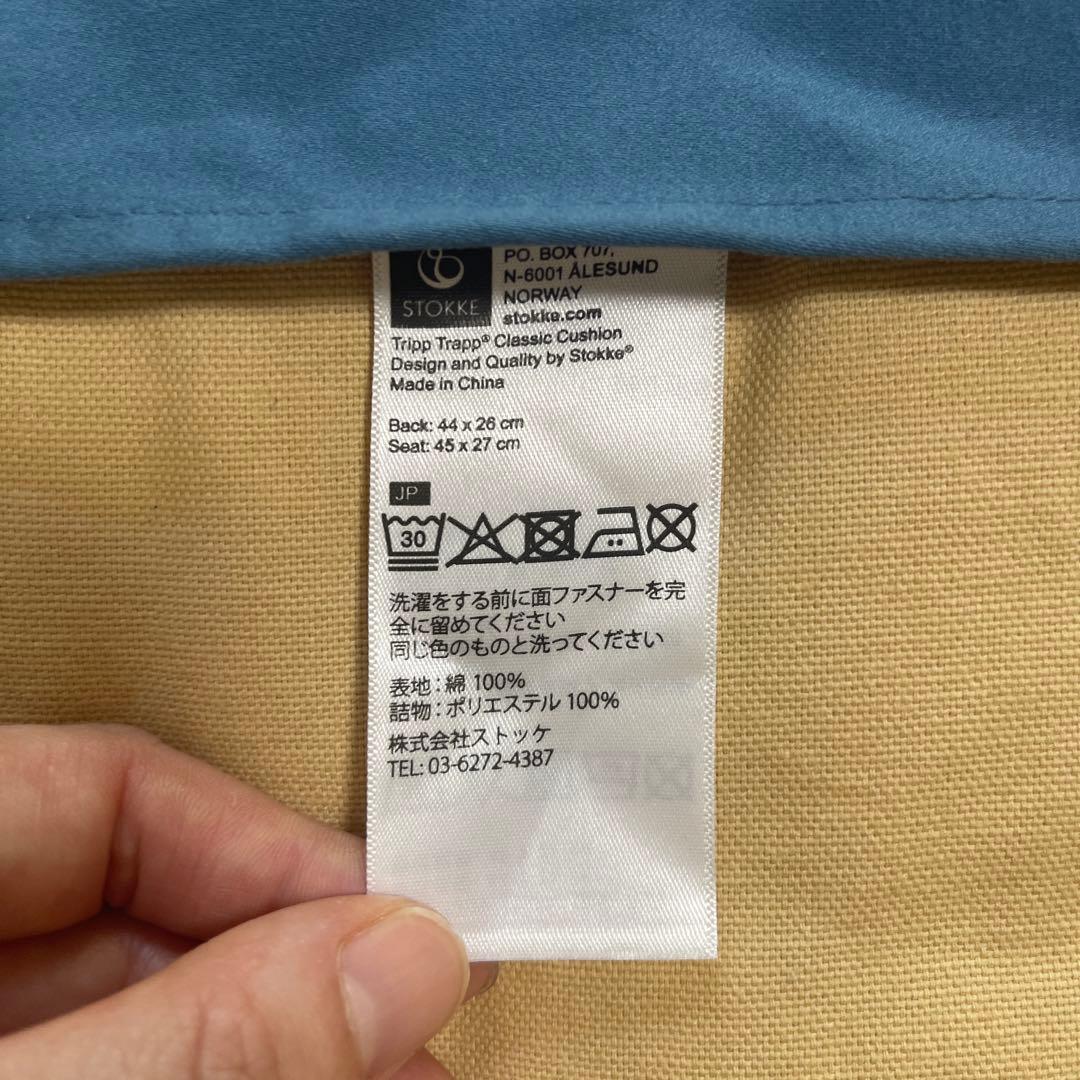 STOKKE
PO. BOX 707,
N-6001 ÅLESUND
NORWAY
stokke.com
Tripp Trapp® Classic Cushion
Design and Quality by Stokke®
Made in China
Back: 44 x 26 cm
Seat: 45 x 27 cm
JP
30
洗濯をする前に面ファスナーを完
全に留めてください
同じ色のものと洗ってください
表地：綿 100%
詰物：ポリエステル 100%
株式会社ストッケ
TEL: 03-6272-4387